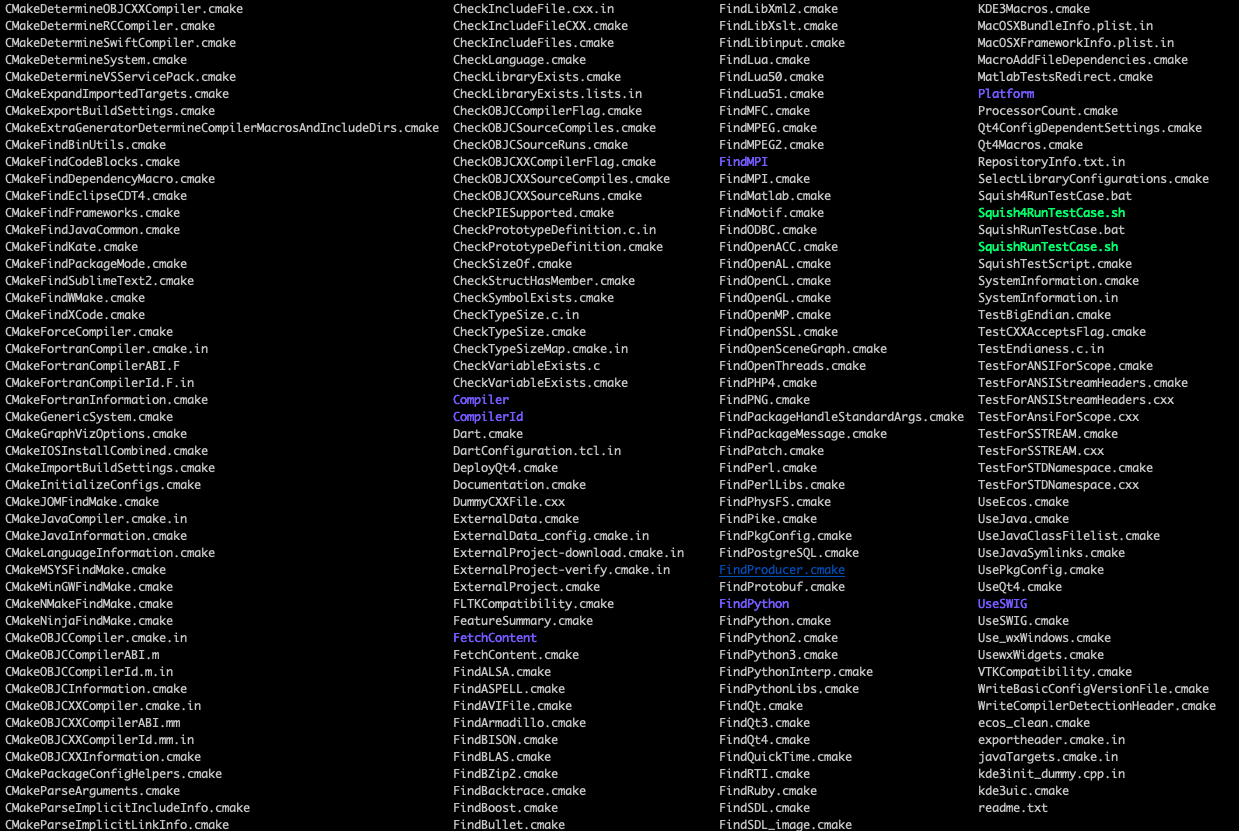 CMakeDetermineOBJCXXCompiler.cmake
CMakeDetermineRCCompiler.cmake
CMakeDetermineSwiftCompiler.cmake
CMakeDetermineSystem.cmake
CMakeDetermineVSServicePack.cmake
CMakeExpandImportedTargets.cmake
CMakeExportBuildSettings.cmake
CMakeExtraGeneratorDetermineCompilerMacrosAndIncludeDirs.cmake
CMakeFindBinUtils.cmake
CMakeFindCodeBlocks.cmake
CMakeFindDependencyMacro.cmake
CMakeFindEclipseCDT4.cmake
CMakeFindFrameworks.cmake
CMakeFindJavaCommon.cmake
CMakeFindKate.cmake
CMakeFindPackageMode.cmake
CMakeFindSublimeText2.cmake
CMakeFindWMake.cmake
CMakeFindXCode.cmake
CMakeForceCompiler.cmake
CMakeFortranCompiler.cmake.in
CMakeFortranCompilerABI.F
CMakeFortranCompilerId.F.in
CMakeFortranInformation.cmake
CMakeGenericSystem.cmake
CMakeGraphVizOptions.cmake
CMakeIOSInstallCombined.cmake
CMakeImportBuildSettings.cmake
CMakeInitializeConfigs.cmake
CMakeJOMFindMake.cmake
CMakeJavaCompiler.cmake.in
CMakeJavaInformation.cmake
CMakeLanguageInformation.cmake
CMakeMSYSFindMake.cmake
CMakeMinGWFindMake.cmake
CMakeNMakeFindMake.cmake
CMakeNinjaFindMake.cmake
CMakeOBJCCompiler.cmake.in
CMakeOBJCCompilerABI.m
CMakeOBJCCompilerId.m.in
CMakeOBJCInformation.cmake
CMakeOBJCXXCompiler.cmake.in
CMakeOBJCXXCompilerABI.mm
CMakeOBJCXXCompilerId.mm.in
CMakeOBJCXXInformation.cmake
CMakePackageConfigHelpers.cmake
CMakeParseArguments.cmake
CMakeParseImplicitIncludeInfo.cmake
CMakeParseImplicitLinkInfo.cmake
CheckIncludeFile.cxx.in
CheckIncludeFileCXX.cmake
CheckIncludeFiles.cmake
CheckLanguage.cmake
CheckLibraryExists.cmake
CheckLibraryExists.lists.in
CheckOBJCCompilerFlag.cmake
CheckOBJCSourceCompiles.cmake
CheckOBJCSourceRuns.cmake
CheckOBJCXXCompilerFlag.cmake
CheckOBJCXXSourceCompiles.cmake
CheckOBJCXXSourceRuns.cmake
CheckPIESupported.cmake
CheckPrototypeDefinition.c.in
CheckPrototypeDefinition.cmake
CheckSizeOf.cmake
CheckStructHasMember.cmake
CheckSymbolExists.cmake
CheckTypeSize.c.in
CheckTypeSize.cmake
CheckTypeSizeMap.cmake.in
CheckVariableExists.c
CheckVariableExists.cmake
Compiler
CompilerId
Dart.cmake
DartConfiguration.tcl.in
DeployQt4.cmake
Documentation.cmake
DummyCXXFile.cxx
ExternalData.cmake
ExternalData_config.cmake.in
ExternalProject-download.cmake.in
ExternalProject-verify.cmake.in
ExternalProject.cmake
FLTKCompatibility.cmake
FeatureSummary.cmake
FetchContent
FetchContent.cmake
FindALSA.cmake
FindASPELL.cmake
FindAVIFile.cmake
FindArmadillo.cmake
FindBISON.cmake
FindBLAS.cmake
FindBZip2.cmake
FindBacktrace.cmake
FindBoost.cmake
FindBullet.cmake
FindLibXml2.cmake
FindLibXslt.cmake
FindLibinput.cmake
FindLua.cmake
FindLua50.cmake
FindLua51.cmake
FindMFC.cmake
FindMPEG.cmake
FindMPEG2.cmake
FindMPI
FindMPI.cmake
FindMatlab.cmake
FindMotif.cmake
FindODBC.cmake
FindOpenACC.cmake
FindOpenAL.cmake
FindOpenCL.cmake
FindOpenGL.cmake
FindOpenMP.cmake
FindOpenSSL.cmake
FindOpenSceneGraph.cmake
FindOpenThreads.cmake
FindPHP4.cmake
FindPNG.cmake
FindPackageHandleStandardArgs.cmake
FindPackageMessage.cmake
FindPatch.cmake
FindPerl.cmake
FindPerlLibs.cmake
FindPhysFS.cmake
FindPike.cmake
FindPkgConfig.cmake
FindPostgreSQL.cmake
FindProducer.cmake
FindProtobuf.cmake
FindPython
FindPython.cmake
FindPython2.cmake
FindPython3.cmake
FindPythonInterp.cmake
FindPythonLibs.cmake
FindQt.cmake
FindQt3.cmake
FindQt4.cmake
FindQuickTime.cmake
FindRTI.cmake
FindRuby.cmake
FindSDL.cmake
FindSDL_image.cmake
KDE3Macros.cmake
MacOSXBundleInfo.plist.in
MacOSXFrameworkInfo.plist.in
MacroAddFileDependencies.cmake
MatlabTestsRedirect.cmake
Platform
ProcessorCount.cmake
Qt4ConfigDependentSettings.cmake
Qt4Macros.cmake
RepositoryInfo.txt.in
SelectLibraryConfigurations.cmake
Squish4RunTestCase.bat
Squish4RunTestCase.sh
SquishRunTestCase.bat
SquishRunTestCase.sh
SquishTestScript.cmake
SystemInformation.cmake
SystemInformation.in
TestBigEndian.cmake
TestCXXAcceptsFlag.cmake
TestEndianess.c.in
TestForANSIForScope.cmake
TestForANSIStreamHeaders.cmake
TestForANSIStreamHeaders.cxx
TestForAnsiForScope.cxx
TestForSSTREAM.cmake
TestForSSTREAM.cxx
TestForSTDNamespace.cmake
TestForSTDNamespace.cxx
UseEcos.cmake
UseJava.cmake
UseJavaClassFilelist.cmake
UseJavaSymlinks.cmake
UsePkgConfig.cmake
UseQt4.cmake
UseSWIG
UseSWIG.cmake
Use_wxWindows.cmake
UsewxWidgets.cmake
VTKCompatibility.cmake
WriteBasicConfigVersionFile.cmake
WriteCompilerDetectionHeader.cmake
ecos_clean.cmake
exportheader.cmake.in
javaTargets.cmake.in
kde3init_dummy.cpp.in
kde3uic.cmake
readme.txt